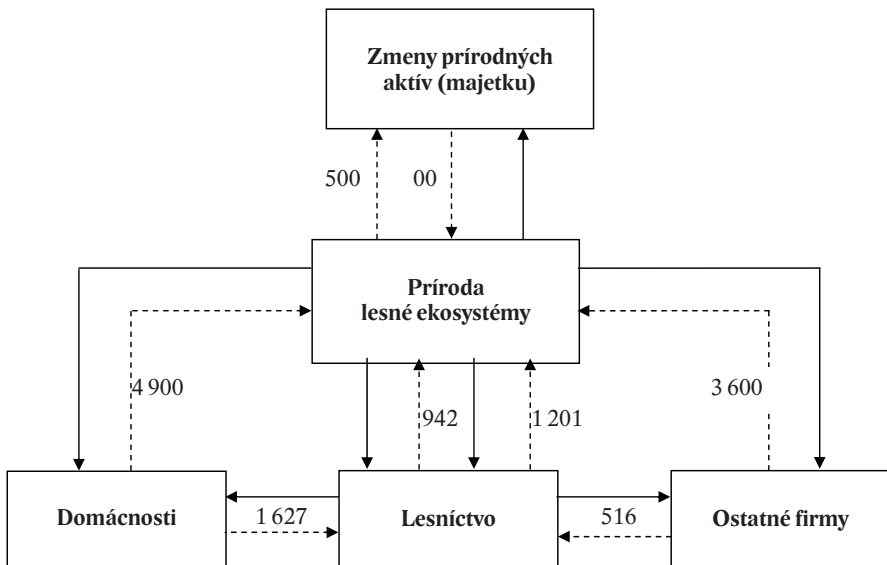 Zmeny prírodných
aktív (majetku)
500
00
Príroda
lesné ekosystémy
4 900
942
1 201
3 600
Domácnosti
1 627
Lesníctvo
516
Ostatné firmy